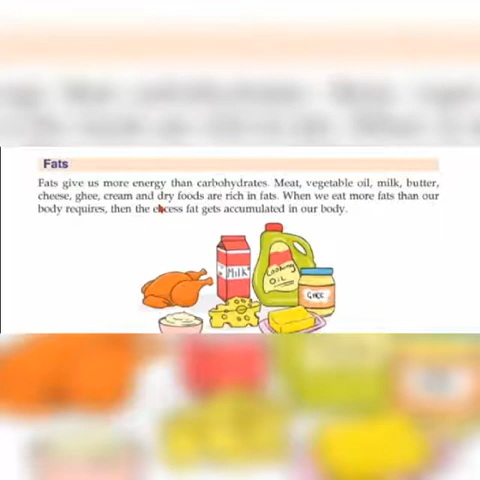 Fats
Fats give us more energy than carbohydrates. Meat, vegetable oil, milk, butter,
cheese, ghee, cream and dry foods are rich in fats. When we eat more fats than our
body requires, then the excess fat gets accumulated in our body.
Milk
Cooking
OIL
GHEE